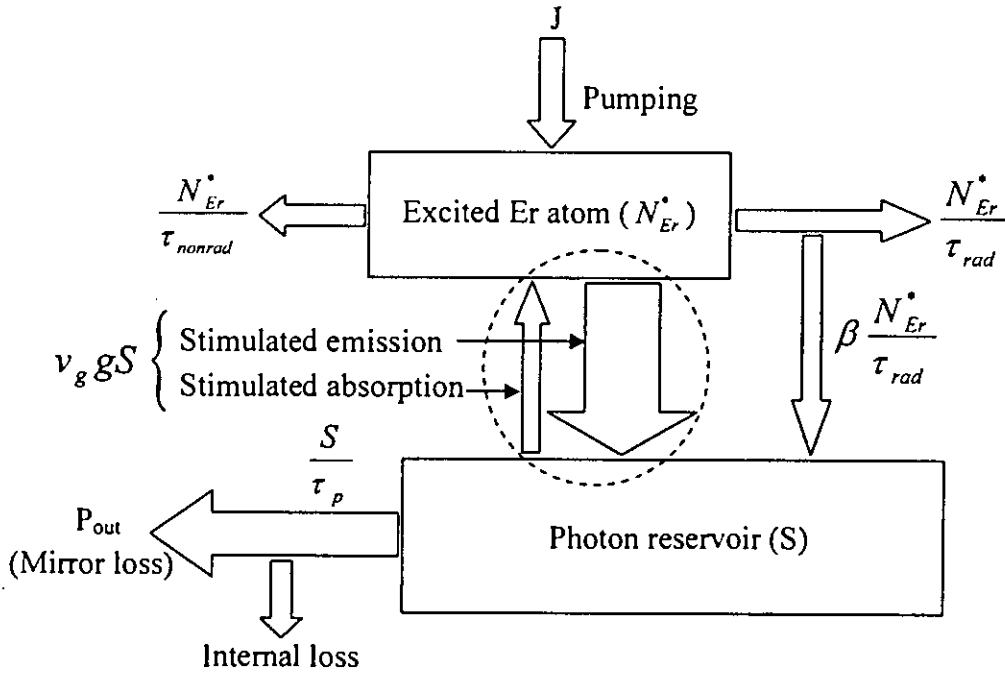 J
Pumping
N*Er / τnonrad
Excited Er atom (N*Er)
N*Er / τrad
vg gS { Stimulated emission
Stimulated absorption
β N*Er / τrad
S / τp
Pout
(Mirror loss)
Photon reservoir (S)
Internal loss